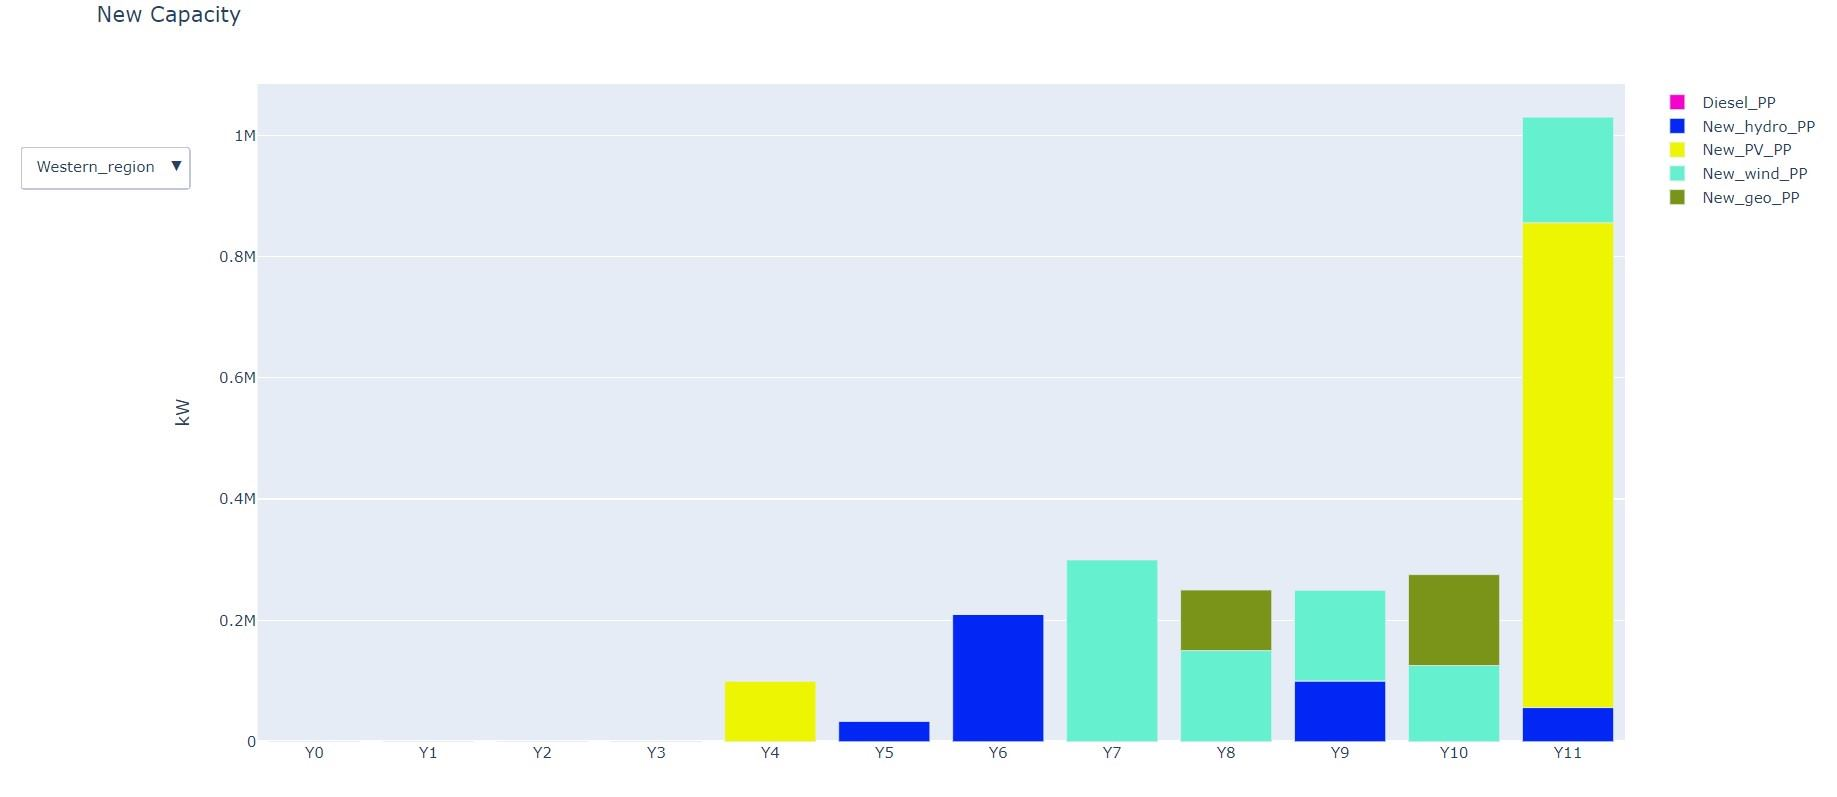 New Capacity
Western_region ▼
kW
1M
0.8M
0.6M
0.4M
0.2M
0
Y0 Y1 Y2 Y3 Y4 Y5 Y6 Y7 Y8 Y9 Y10 Y11
Diesel_PP
New_hydro_PP
New_PV_PP
New_wind_PP
New_geo_PP